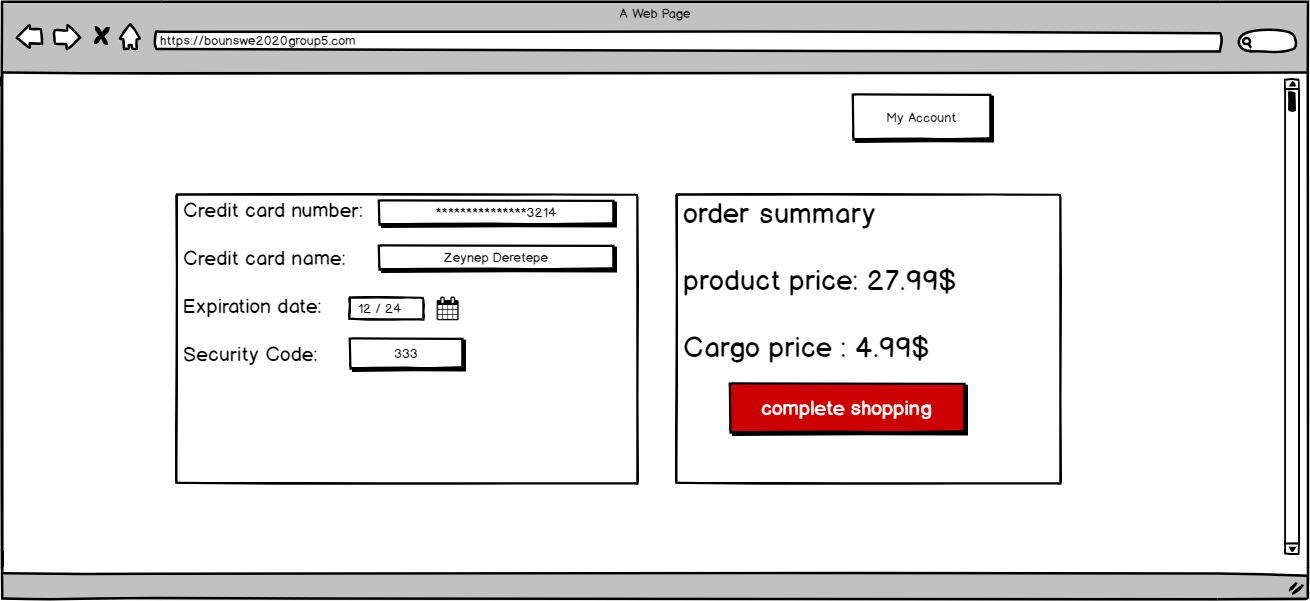 A Web Page
https://bounswe2020group5.com
My Account
Credit card number: ***************3214
Credit card name: Zeynep Deretepe
Expiration date: 12 / 24
Security Code: 333
order summary
product price: 27.99$
Cargo price : 4.99$
complete shopping